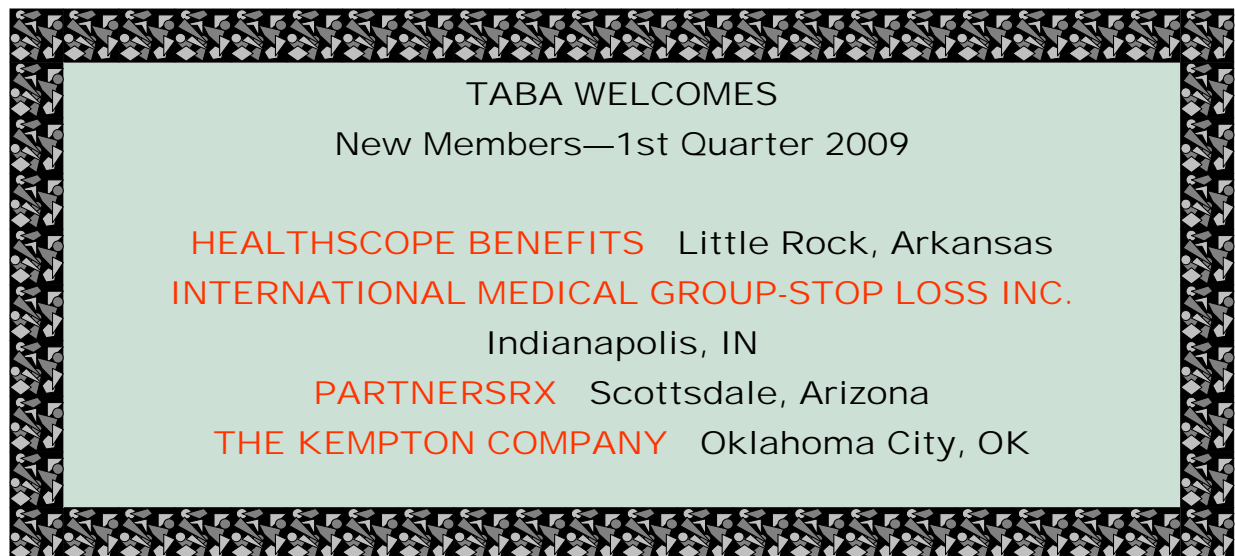 TABA WELCOMES
New Members—1st Quarter 2009
HEALTHSCOPE BENEFITS Little Rock, Arkansas
INTERNATIONAL MEDICAL GROUP-STOP LOSS INC.
Indianapolis, IN
PARTNERSRX Scottsdale, Arizona
THE KEMPTON COMPANY Oklahoma City, OK